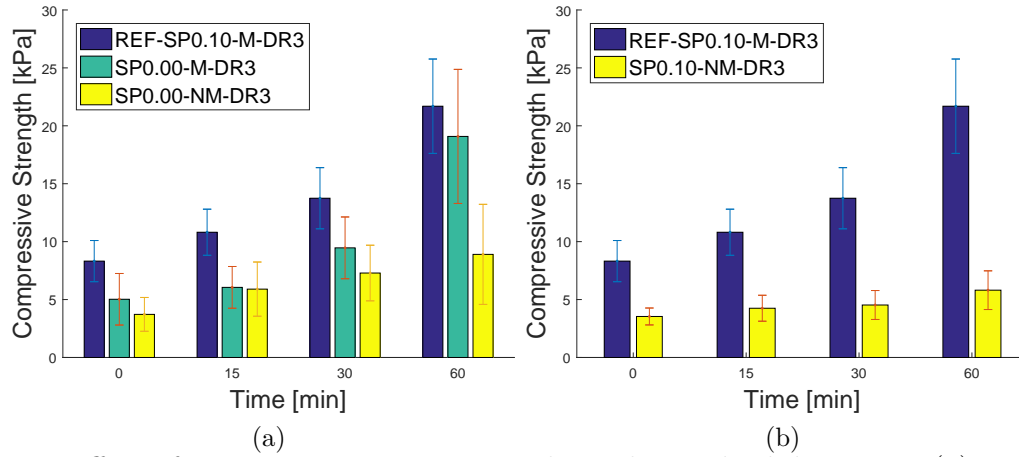 30
25
20
15
10
5
0
Compressive Strength [kPa]
REF-SP0.10-M-DR3
SP0.00-M-DR3
SP0.00-NM-DR3
0 15 30 60
Time [min]
(a)
30
25
20
15
10
5
0
Compressive Strength [kPa]
REF-SP0.10-M-DR3
SP0.10-NM-DR3
0 15 30 60
Time [min]
(b)